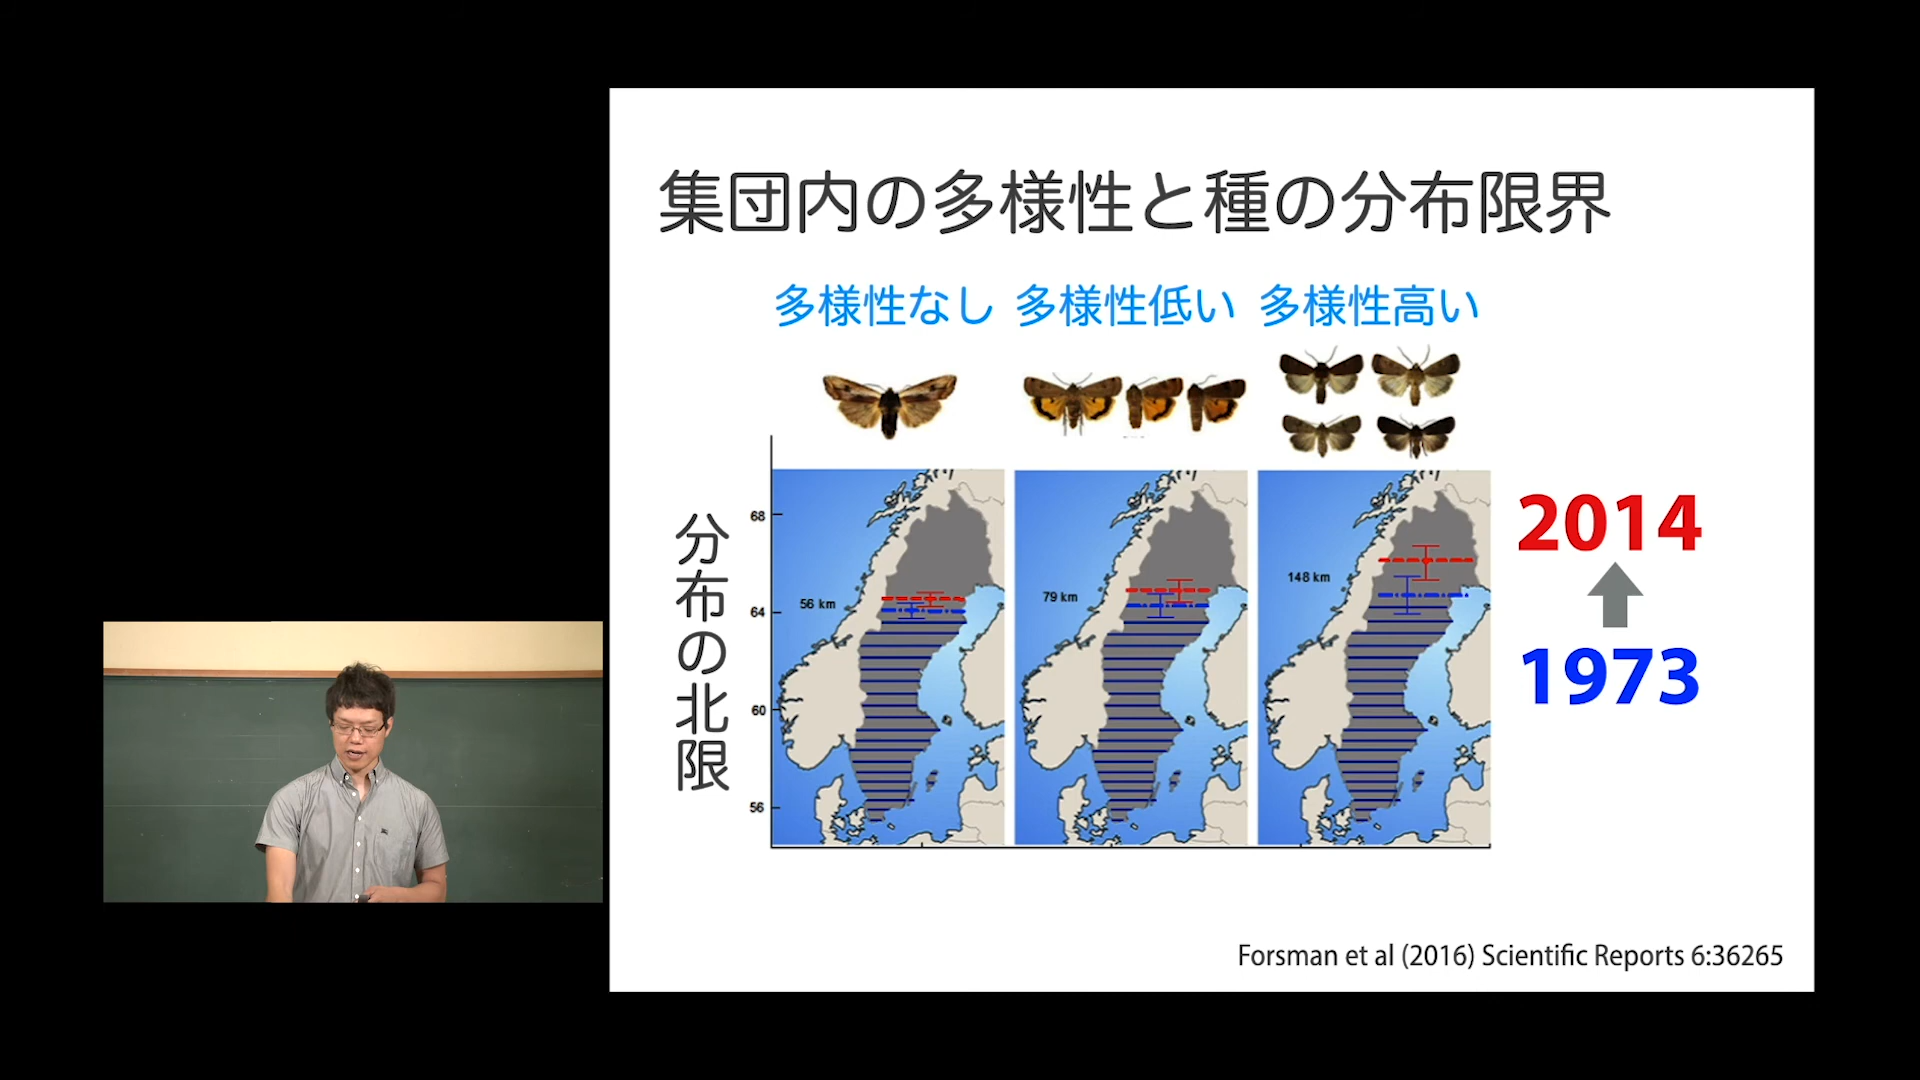 集団内の多様性と種の分布限界
多様性なし 多様性低い 多様性高い
分布の北限
68
64
60
56
56 km
79 km
148 km
2014
1973
Forsman et al (2016) Scientific Reports 6:36265